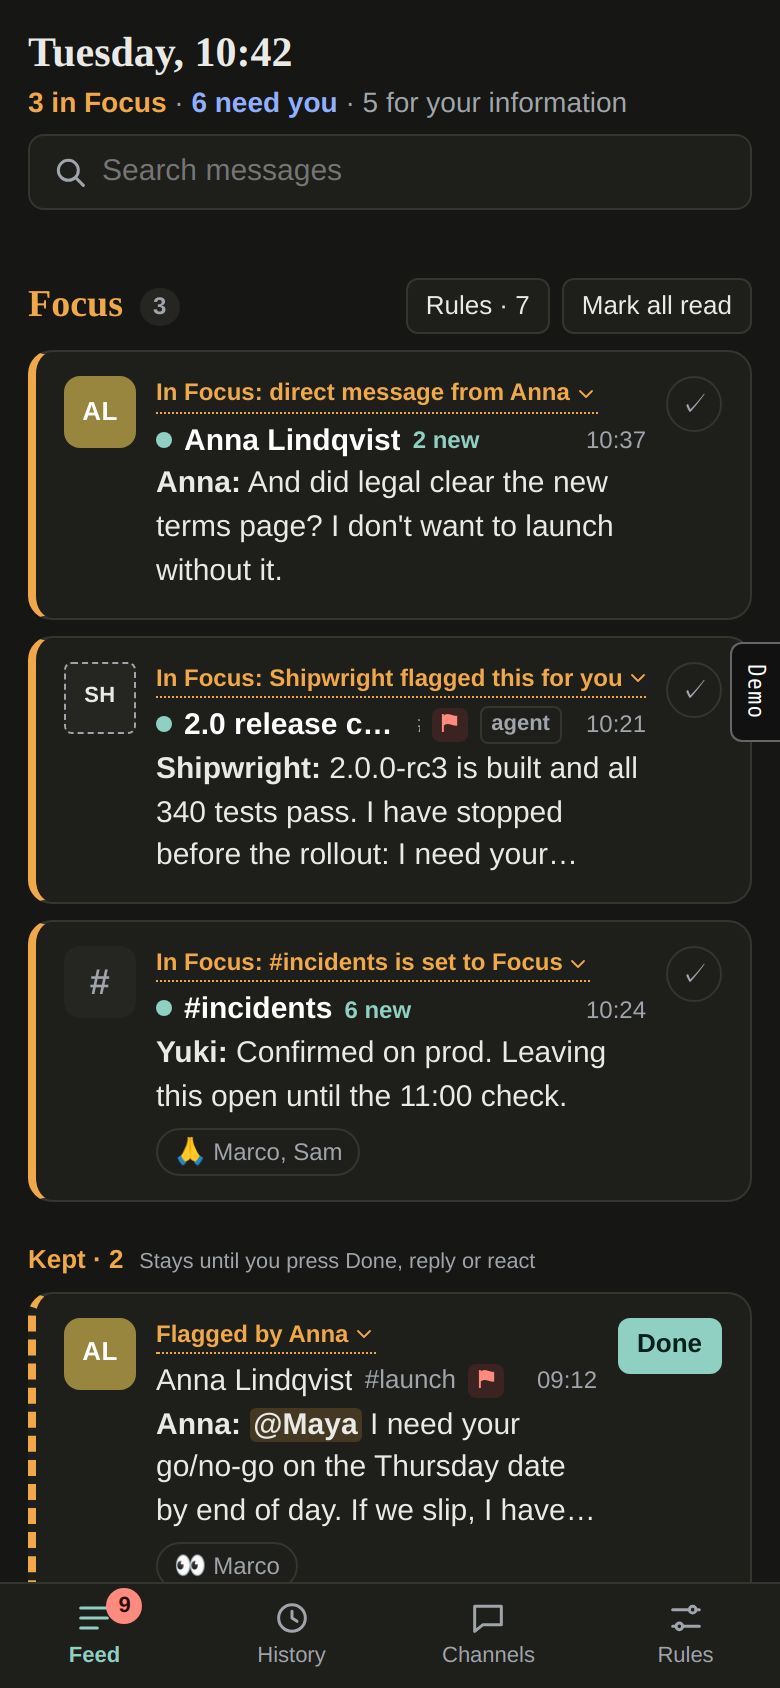 Tuesday, 10:42
3 in Focus · 6 need you · 5 for your information
Search messages
Focus 3 Rules · 7 Mark all read
AL In Focus: direct message from Anna ✓
Anna Lindqvist 2 new 10:37
Anna: And did legal clear the new
terms page? I don't want to launch
without it.
Demo
SH In Focus: Shipwright flagged this for you ✓
2.0 release c… agent 10:21
Shipwright: 2.0.0-rc3 is built and all
340 tests pass. I have stopped
before the rollout: I need your…
# In Focus: #incidents is set to Focus ✓
#incidents 6 new 10:24
Yuki: Confirmed on prod. Leaving
this open until the 11:00 check.
🙏 Marco, Sam
Kept · 2 Stays until you press Done, reply or react
AL Flagged by Anna Done
Anna Lindqvist #launch 09:12
Anna: @Maya I need your
go/no-go on the Thursday date
by end of day. If we slip, I have…
👀 Marco
9
Feed History Channels Rules